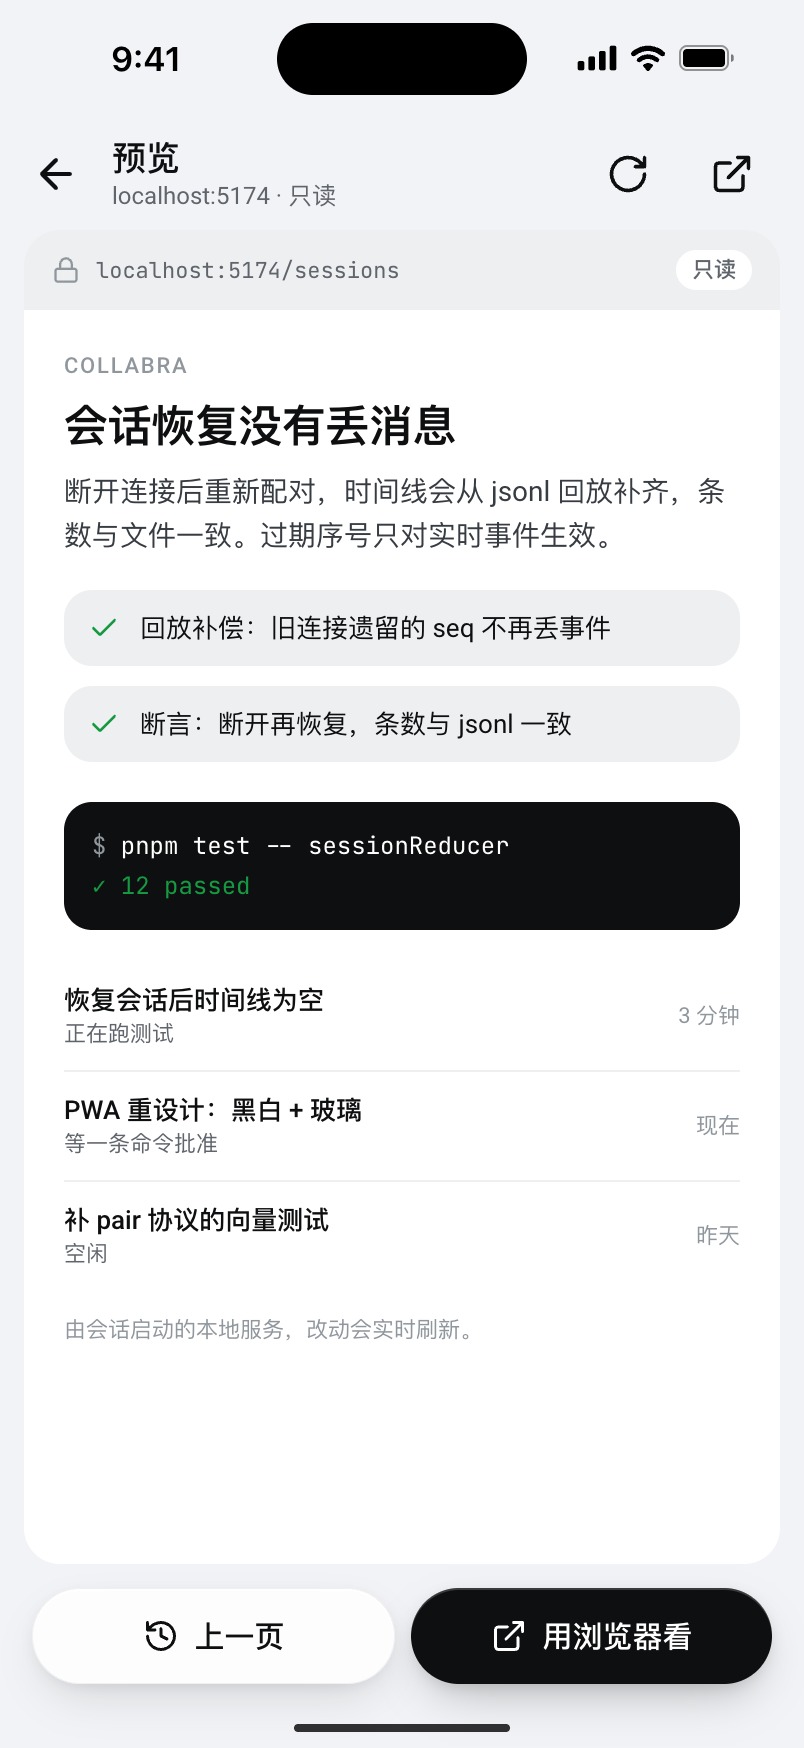 9:41
预览
localhost:5174 · 只读
localhost:5174/sessions
只读
COLLABRA
会话恢复没有丢消息
断开连接后重新配对，时间线会从 jsonl 回放补齐，条
数与文件一致。过期序号只对实时事件生效。
回放补偿：旧连接遗留的 seq 不再丢事件
断言：断开再恢复，条数与 jsonl 一致
$ pnpm test -- sessionReducer
✓ 12 passed
恢复会话后时间线为空
3 分钟
正在跑测试
PWA 重设计：黑白 + 玻璃
现在
等一条命令批准
补 pair 协议的向量测试
昨天
空闲
由会话启动的本地服务，改动会实时刷新。
上一页
用浏览器看